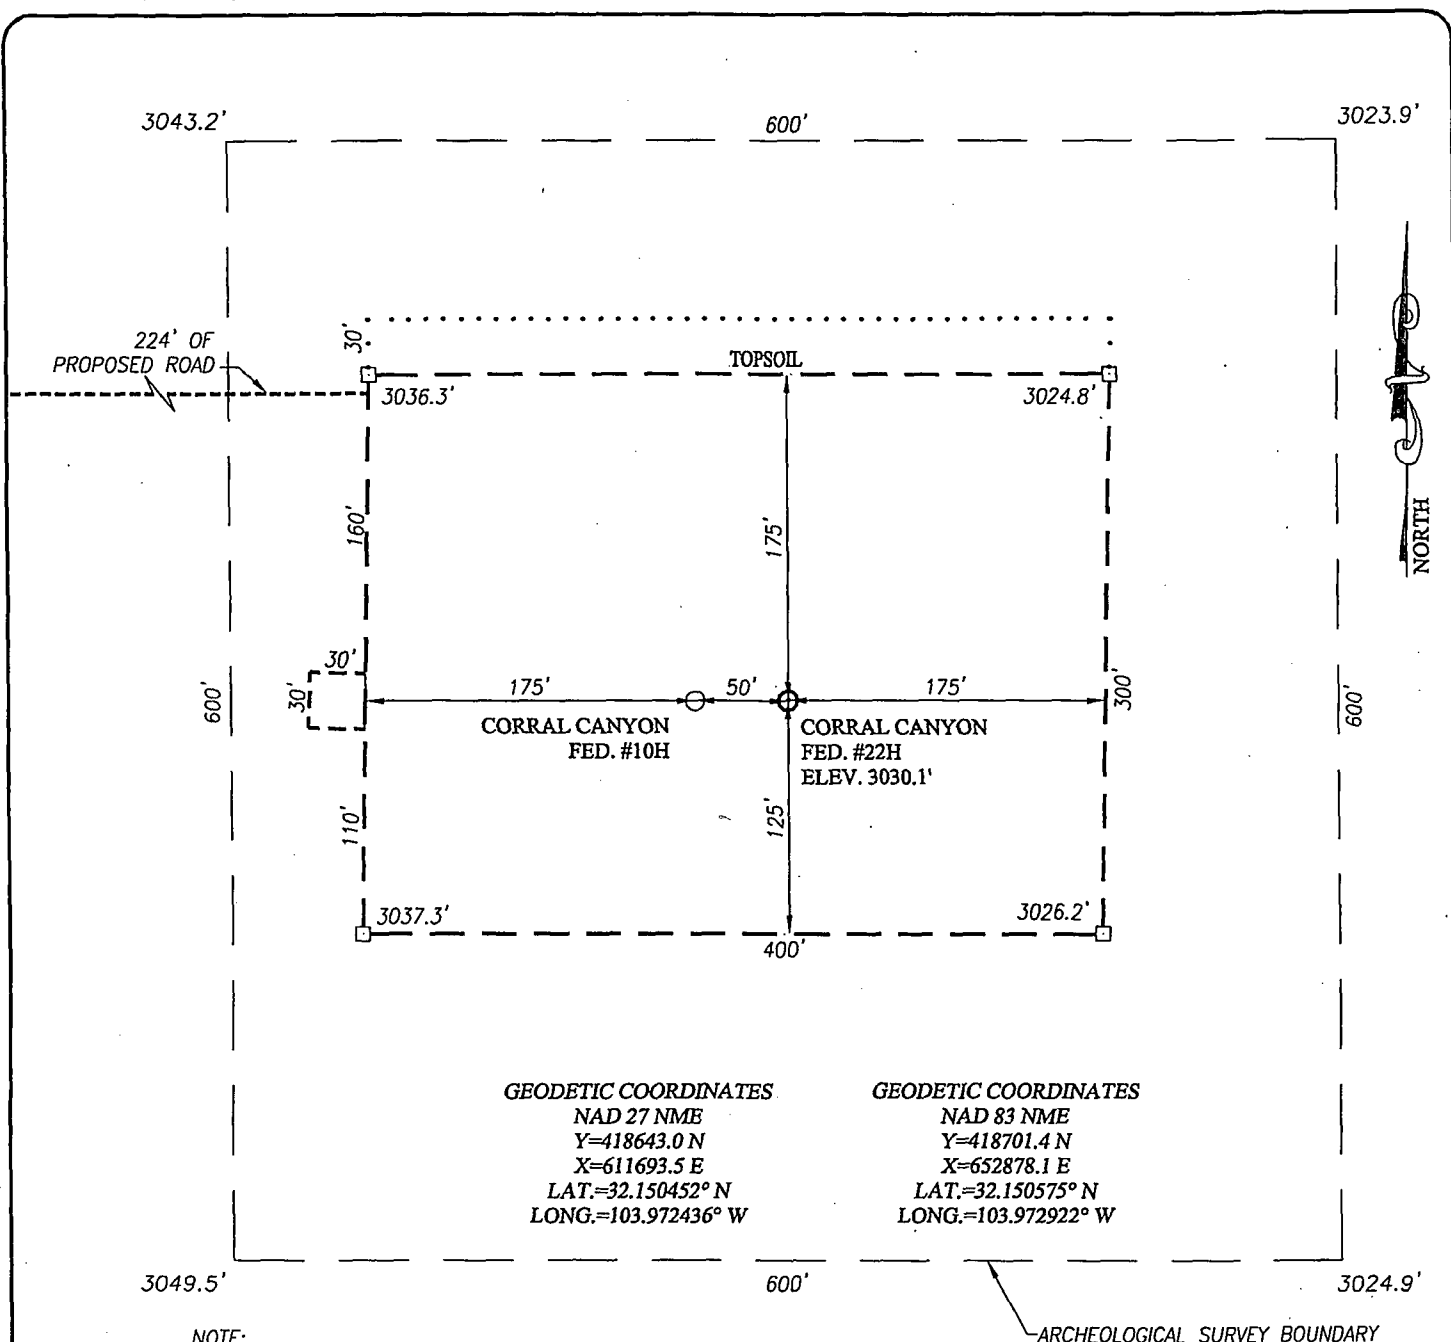 3043.2'
600'
3023.9'
224' OF
PROPOSED ROAD
30'
TOPSOIL
3036.3'
3024.8'
160'
175'
NORTH
30'
30'
600'
175'
50'
175'
300'
600'
CORRAL CANYON
FED. #10H
CORRAL CANYON
FED. #22H
ELEV. 3030.1'
110'
125'
3037.3'
3026.2'
400'
GEODETIC COORDINATES
NAD 27 NME
Y=418643.0 N
X=611693.5 E
LAT.=32.150452° N
LONG.=103.972436° W
GEODETIC COORDINATES
NAD 83 NME
Y=418701.4 N
X=652878.1 E
LAT.=32.150575° N
LONG.=103.972922° W
3049.5'
600'
3024.9'
NOTE:
ARCHEOLOGICAL SURVEY BOUNDARY